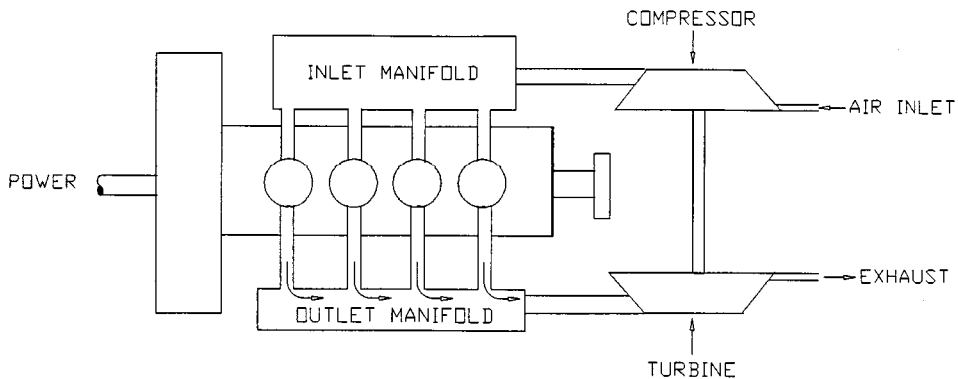 COMPRESSOR
INLET MANIFOLD
AIR INLET
POWER
EXHAUST
OUTLET MANIFOLD
TURBINE